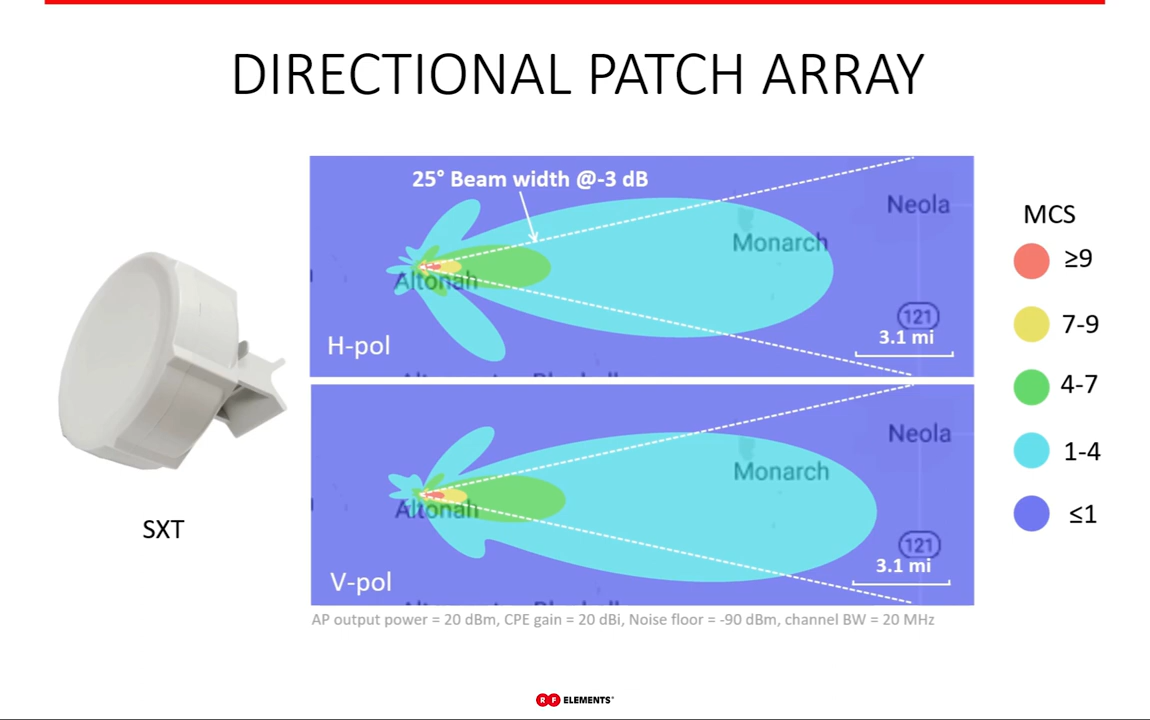 DIRECTIONAL PATCH ARRAY
25° Beam width @-3 dB
Neola
Monarch
Altonah
121
3.1 mi
H-pol
MCS
≥9
7-9
4-7
1-4
≤1
Neola
Monarch
Altonah
121
3.1 mi
V-pol
SXT
AP output power = 20 dBm, CPE gain = 20 dBi, Noise floor = -90 dBm, channel BW = 20 MHz
RF ELEMENTS